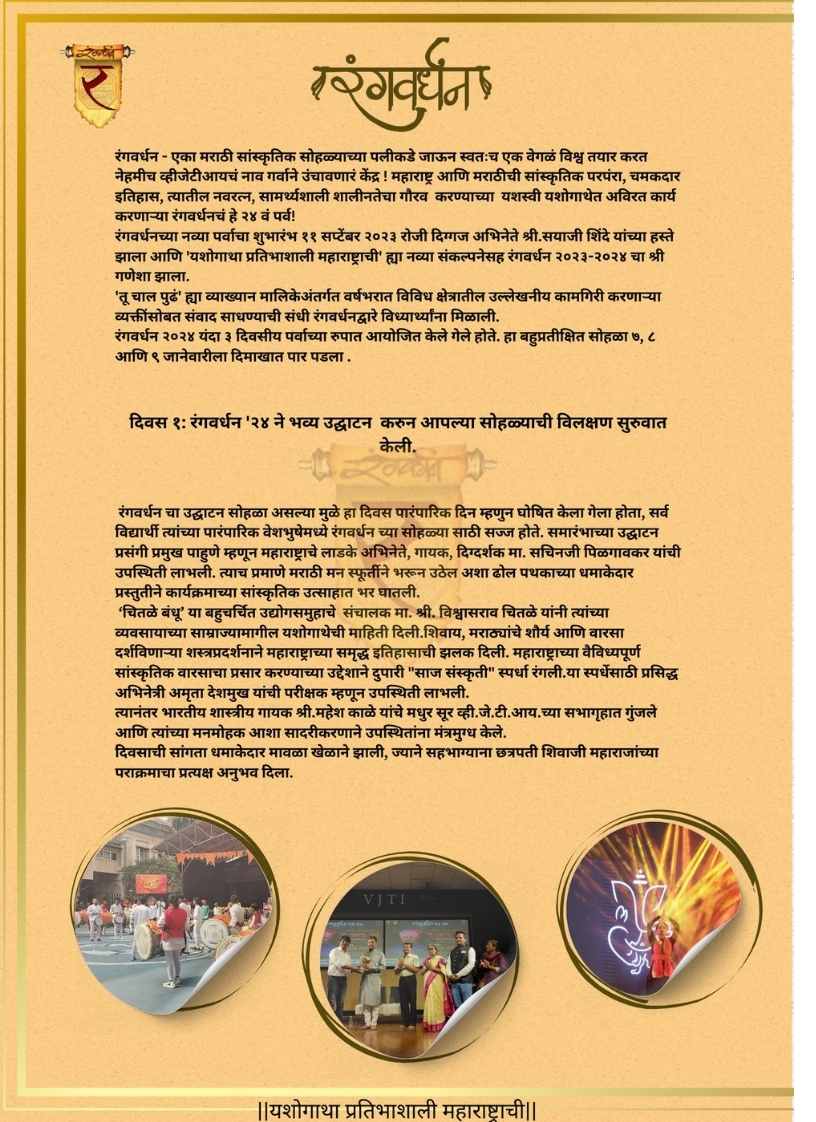 रंगवर्धन
र
रंगवर्धन
रंगवर्धन - एका मराठी सांस्कृतिक सोहळ्याच्या पलीकडे जाऊन स्वतःच एक वेगळं विश्व तयार करत
नेहमीच व्हीजेटीआयचं नाव गर्वाने उंचावणारं केंद्र ! महाराष्ट्र आणि मराठीची सांस्कृतिक परपंरा, चमकदार
इतिहास, त्यातील नवरत्न, सामर्थ्यशाली शालीनतेचा गौरव करण्याच्या यशस्वी यशोगाथेत अविरत कार्य
करणाऱ्या रंगवर्धनचं हे २४ वं पर्व!
रंगवर्धनच्या नव्या पर्वाचा शुभारंभ ११ सप्टेंबर २०२३ रोजी दिग्गज अभिनेते श्री.सयाजी शिंदे यांच्या हस्ते
झाला आणि 'यशोगाथा प्रतिभाशाली महाराष्ट्राची' ह्या नव्या संकल्पनेसह रंगवर्धन २०२३-२०२४ चा श्री
गणेशा झाला.
'तू चाल पुढं' ह्या व्याख्यान मालिकेअंतर्गत वर्षभरात विविध क्षेत्रातील उल्लेखनीय कामगिरी करणाऱ्या
व्यक्तींसोबत संवाद साधण्याची संधी रंगवर्धनद्वारे विध्यार्थ्यांना मिळाली.
रंगवर्धन २०२४ यंदा ३ दिवसीय पर्वाच्या रुपात आयोजित केले गेले होते. हा बहुप्रतीक्षित सोहळा ७, ८
आणि ९ जानेवारीला दिमाखात पार पडला .
दिवस १: रंगवर्धन '२४ ने भव्य उद्घाटन करुन आपल्या सोहळ्याची विलक्षण सुरुवात
केली.
रंगवर्धन चा उद्घाटन सोहळा असल्या मुळे हा दिवस पारंपारिक दिन म्हणुन घोषित केला गेला होता, सर्व
विद्यार्थी त्यांच्या पारंपारिक वेशभुषेमध्ये रंगवर्धन च्या सोहळ्या साठी सज्ज होते. समारंभाच्या उद्घाटन
प्रसंगी प्रमुख पाहुणे म्हणून महाराष्ट्राचे लाडके अभिनेते, गायक, दिग्दर्शक मा. सचिनजी पिळगावकर यांची
उपस्थिती लाभली. त्याच प्रमाणे मराठी मन स्फूर्तीने भरून उठेल अशा ढोल पथकाच्या धमाकेदार
प्रस्तुतीने कार्यक्रमाच्या सांस्कृतिक उत्साहात भर घातली.
‘चितळे बंधू’ या बहुचर्चित उद्योगसमुहाचे संचालक मा. श्री. विश्वासराव चितळे यांनी त्यांच्या
व्यवसायाच्या साम्राज्यामागील यशोगाथेची माहिती दिली.शिवाय, मराठ्यांचे शौर्य आणि वारसा
दर्शविणाऱ्या शस्त्रप्रदर्शनाने महाराष्ट्राच्या समृद्ध इतिहासाची झलक दिली. महाराष्ट्राच्या वैविध्यपूर्ण
सांस्कृतिक वारसाचा प्रसार करण्याच्या उद्देशाने दुपारी "साज संस्कृती" स्पर्धा रंगली.या स्पर्धेसाठी प्रसिद्ध
अभिनेत्री अमृता देशमुख यांची परीक्षक म्हणून उपस्थिती लाभली.
त्यानंतर भारतीय शास्त्रीय गायक श्री.महेश काळे यांचे मधुर सूर व्ही.जे.टी.आय.च्या सभागृहात गुंजले
आणि त्यांच्या मनमोहक आशा सादरीकरणाने उपस्थितांना मंत्रमुग्ध केले.
दिवसाची सांगता धमाकेदार मावळा खेळाने झाली, ज्याने सहभाग्याना छत्रपती शिवाजी महाराजांच्या
पराक्रमाचा प्रत्यक्ष अनुभव दिला.
VJTI
||यशोगाथा प्रतिभाशाली महाराष्ट्राची||